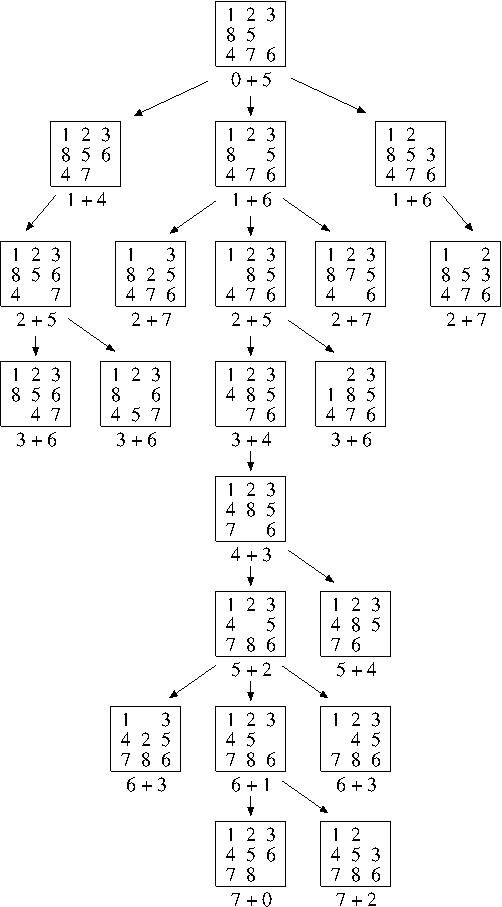 1 2 3
8 5
4 7 6
0 + 5
1 2 3
8 5 6
4 7
1 + 4
1 2 3
8 5
4 7 6
1 + 6
1 2
8 5 3
4 7 6
1 + 6
1 2 3
8 5 6
4 7
2 + 5
1 3
8 2 5
4 7 6
2 + 7
1 2 3
8 5
4 7 6
2 + 5
1 2 3
8 7 5
4 6
2 + 7
1 2
8 5 3
4 7 6
2 + 7
1 2 3
8 5 6
4 7
3 + 6
1 2 3
8 6
4 5 7
3 + 6
1 2 3
4 8 5
7 6
3 + 4
2 3
1 8 5
4 7 6
3 + 6
1 2 3
4 8 5
7 6
4 + 3
1 2 3
4 5
7 8 6
5 + 2
1 2 3
4 8 5
7 6
5 + 4
1 3
4 2 5
7 8 6
6 + 3
1 2 3
4 5
7 8 6
6 + 1
1 2 3
4 5
7 8 6
6 + 3
1 2 3
4 5 6
7 8
7 + 0
1 2
4 5 3
7 8 6
7 + 2